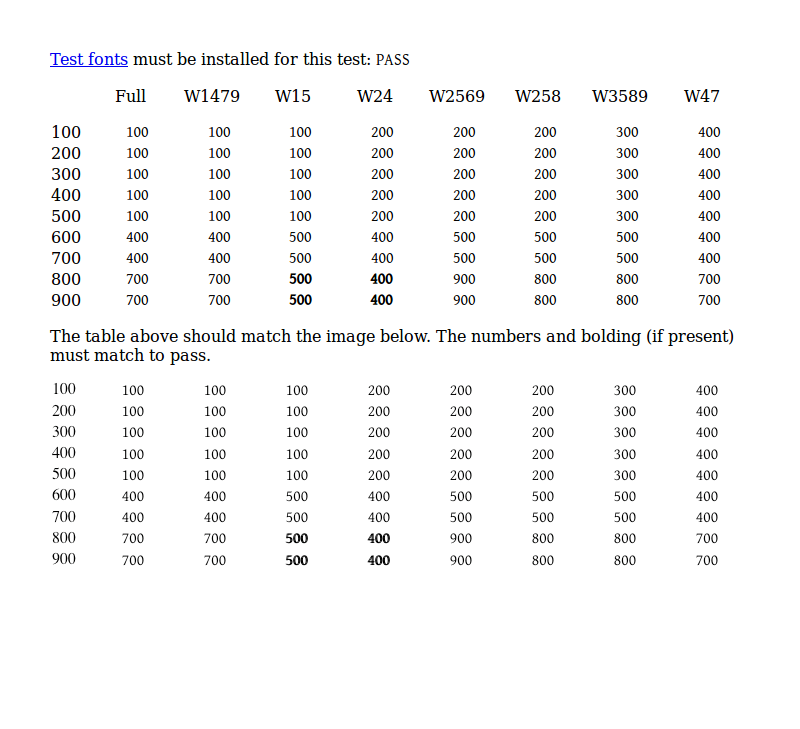 Test fonts must be installed for this test: PASS
Full W1479 W15 W24 W2569 W258 W3589 W47
100 100 100 100 200 200 200 300 400
200 100 100 100 200 200 200 300 400
300 100 100 100 200 200 200 300 400
400 100 100 100 200 200 200 300 400
500 100 100 100 200 200 200 300 400
600 400 400 500 400 500 500 500 400
700 400 400 500 400 500 500 500 400
800 700 700 500 400 900 800 800 700
900 700 700 500 400 900 800 800 700
The table above should match the image below. The numbers and bolding (if present)
must match to pass.
100 100 100 100 200 200 200 300 400
200 100 100 100 200 200 200 300 400
300 100 100 100 200 200 200 300 400
400 100 100 100 200 200 200 300 400
500 100 100 100 200 200 200 300 400
600 400 400 500 400 500 500 500 400
700 400 400 500 400 500 500 500 400
800 700 700 500 400 900 800 800 700
900 700 700 500 400 900 800 800 700